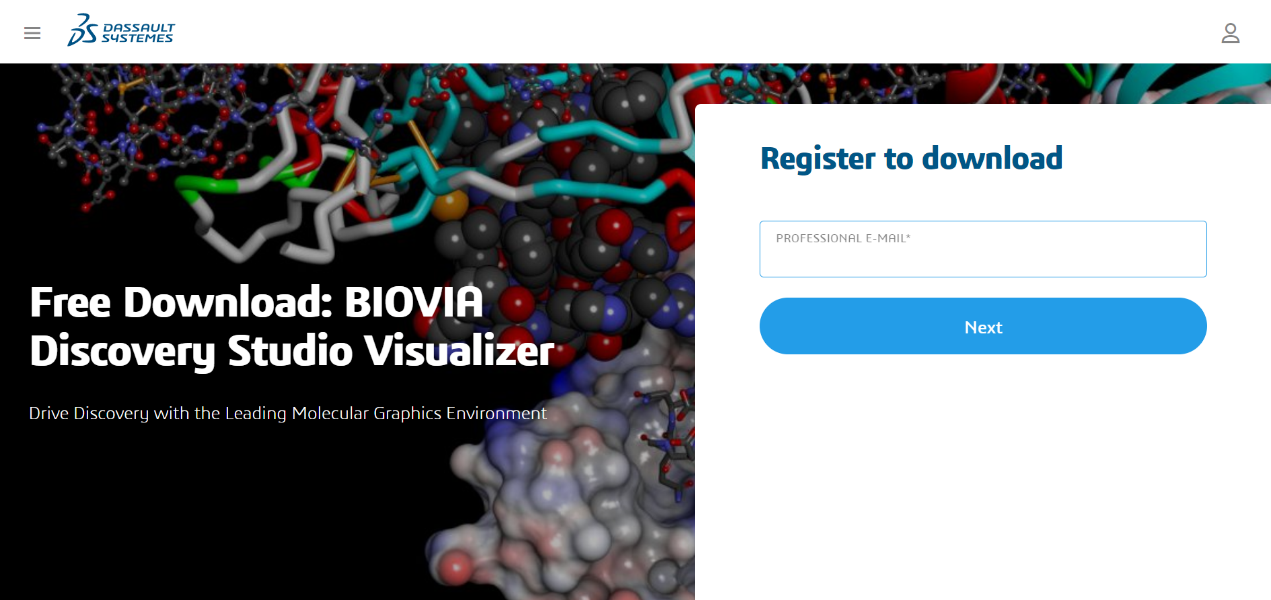 DASSAULT
SYSTEMES
Register to download
PROFESSIONAL E-MAIL*
Next
Free Download: BIOVIA
Discovery Studio Visualizer
Drive Discovery with the Leading Molecular Graphics Environment